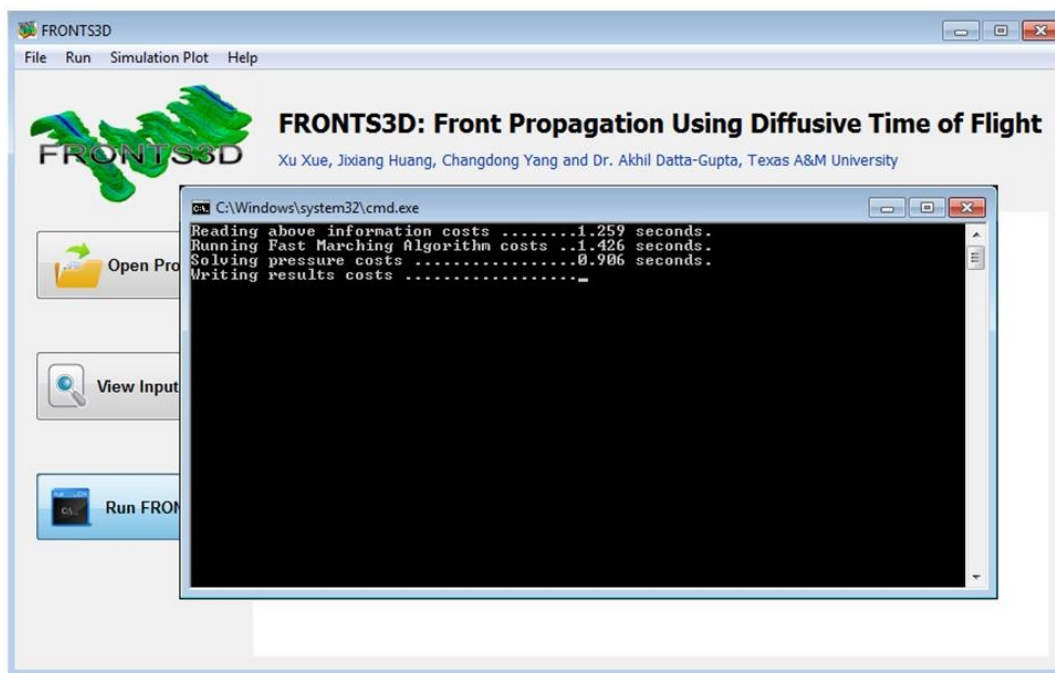 FRONTS3D
File Run Simulation Plot Help
FRONTS3D
FRONTS3D: Front Propagation Using Diffusive Time of Flight
Xu Xue, Jixiang Huang, Changdong Yang and Dr. Akhil Datta-Gupta, Texas A&M University
C:\Windows\system32\cmd.exe
Reading above information costs ........1.259 seconds.
Running Fast Marching Algorithm costs ..1.426 seconds.
Solving pressure costs .................0.906 seconds.
Writing results costs ..................
Open Pro
View Input
Run FRON